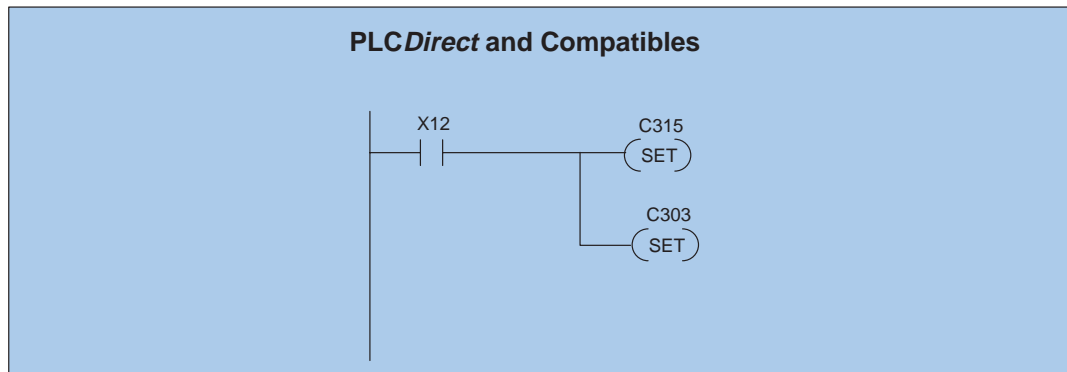 PLCDirect and Compatibles
X12
C315
SET
C303
SET